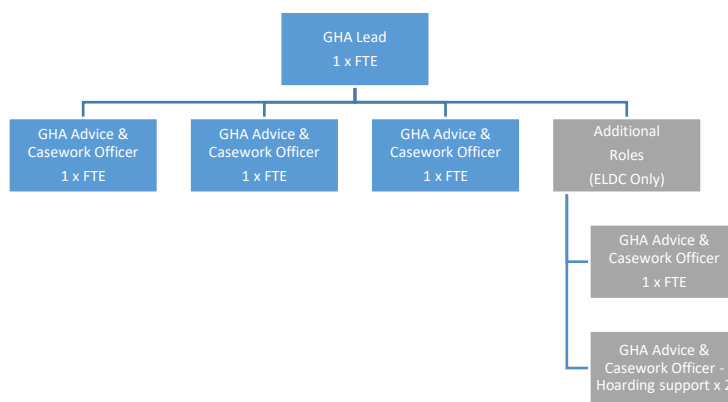 GHA Lead
1 x FTE
GHA Advice &
Casework Officer
1 x FTE
GHA Advice &
Casework Officer
1 x FTE
GHA Advice &
Casework Officer
1 x FTE
Additional
Roles
(ELDC Only)
GHA Advice &
Casework Officer
1 x FTE
GHA Advice &
Casework Officer -
Hoarding support x 2